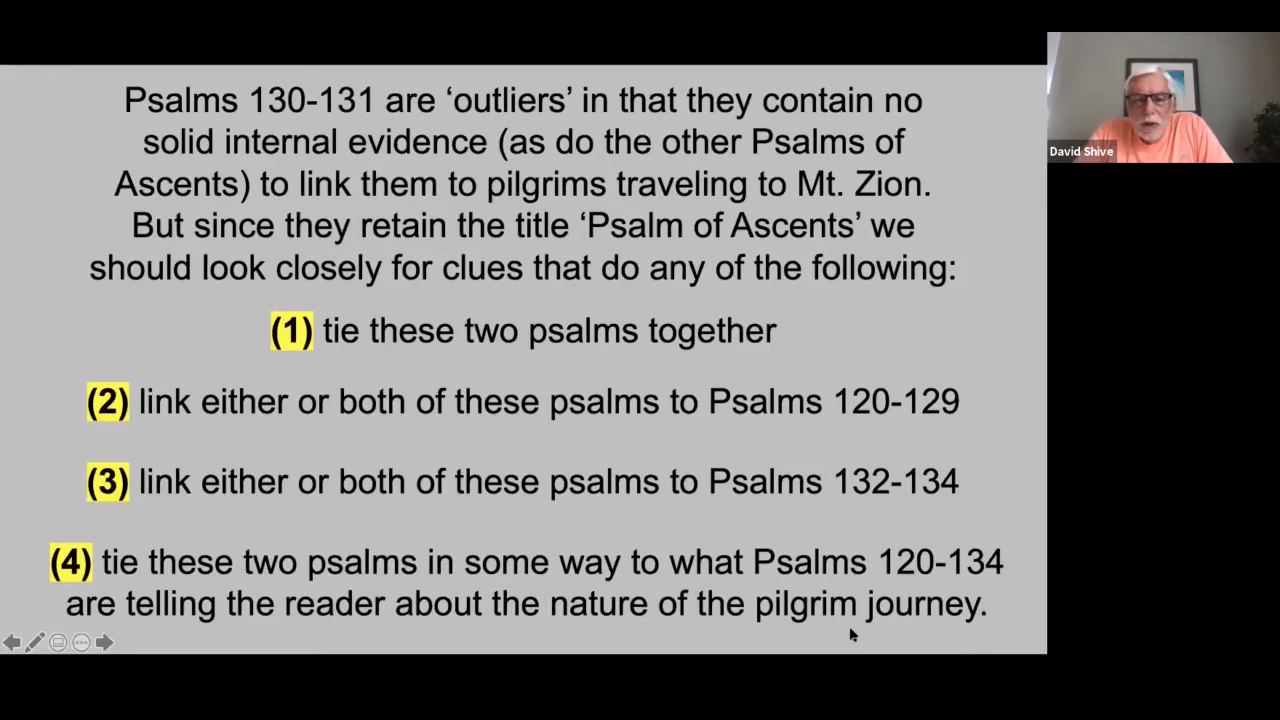 Psalms 130-131 are ‘outliers’ in that they contain no
solid internal evidence (as do the other Psalms of
Ascents) to link them to pilgrims traveling to Mt. Zion.
But since they retain the title ‘Psalm of Ascents’ we
should look closely for clues that do any of the following:
(1) tie these two psalms together
(2) link either or both of these psalms to Psalms 120-129
(3) link either or both of these psalms to Psalms 132-134
(4) tie these two psalms in some way to what Psalms 120-134
are telling the reader about the nature of the pilgrim journey.
David Shive